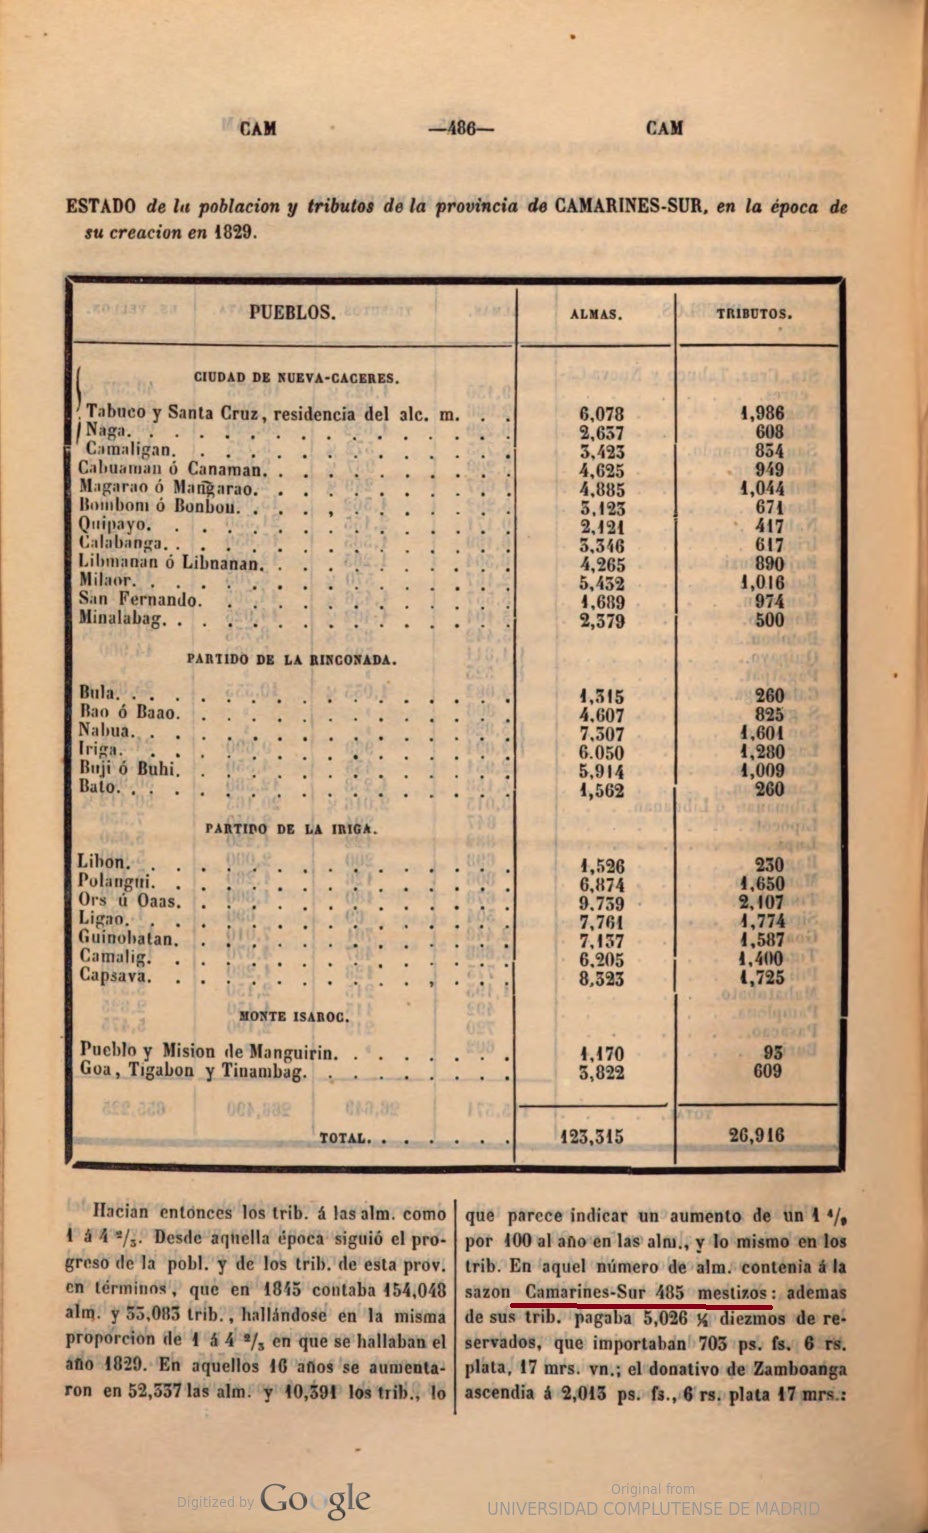 CAM —486— CAM
ESTADO de la poblacion y tributos de la provincia de CAMARINES-SUR, en la época de
su creacion en 1829.
PUEBLOS. ALMAS. TRIBUTOS.
CIUDAD DE NUEVA-CACERES.
Tabuco y Santa Cruz, residencia del alc. m. . . 6,078 1,986
Naga. 2,637 608
Camaligan. 3,423 834
Cabuaman ó Canaman. 4,625 949
Magarao ó Mangarao. 4,885 1,044
Bombom ó Bonbon. 3,123 671
Quipayo. 2,121 417
Calabanga. 3,346 617
Libmanan ó Libnanan. 4,265 890
Milaor. 5,432 1,016
San Fernando. 1,689 974
Minalabag. 2,379 500
PARTIDO DE LA RINCONADA.
Bula. 1,315 260
Bao ó Baao. 4,607 825
Nabua. 7,307 1,601
Iriga. 6.050 1,280
Buji ó Buhi. 5,914 1,009
Bato. 1,562 260
PARTIDO DE LA IRIGA.
Libon. 1,526 230
Polangui. 6,874 1,650
Ors ú Oaas. 9.739 2,107
Ligao. 7,761 1,774
Guinobatan. 7,137 1,587
Camalig. 6,205 1,400
Capsava. 8,323 1,725
MONTE ISAROC.
Pueblo y Mision de Manguirin. 1,170 93
Goa, Tigabon y Tinambag. 3,822 609
TOTAL. 123,315 26,916
Hacian entonces los trib. á las alm. como
1 á 4 2/3. Desde aquella época siguió el pro-
greso de la pobl. y de los trib. de esta prov.
en términos, que en 1845 contaba 154,048
alm. y 33,083 trib., hallándose en la misma
proporcion de 1 á 4 2/3 en que se hallaban el
año 1829. En aquellos 16 años se aumenta-
ron en 52,337 las alm. y 10,391 los trib., lo
que parece indicar un aumento de un 1 4/9
por 100 al año en las alm., y lo mismo en los
trib. En aquel número de alm. contenia á la
sazon Camarines-Sur 485 mestizos: ademas
de sus trib. pagaba 5,026 ½ diezmos de re-
servados, que importaban 703 ps. fs. 6 rs.
plata, 17 mrs. vn.; el donativo de Zamboanga
ascendia á 2,013 ps. fs., 6 rs. plata 17 mrs.:
Digitized by Google
Original from
UNIVERSIDAD COMPLUTENSE DE MADRID